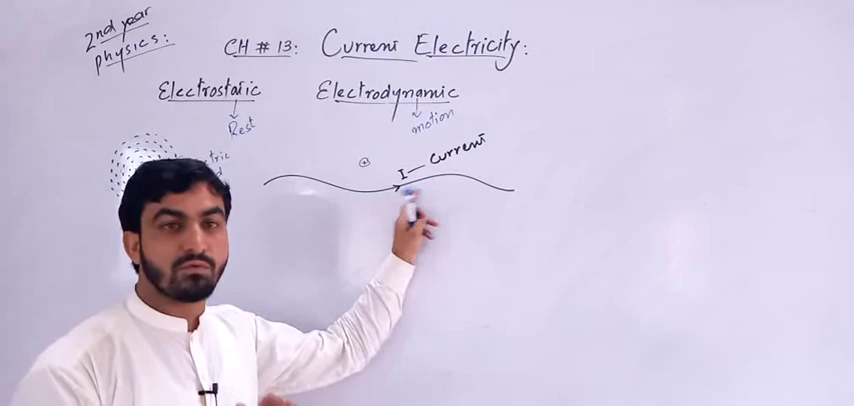 2nd year
physics:
CH # 13: Current Electricity:
Electrostatic Electrodynamic
Rest motion
I — Current